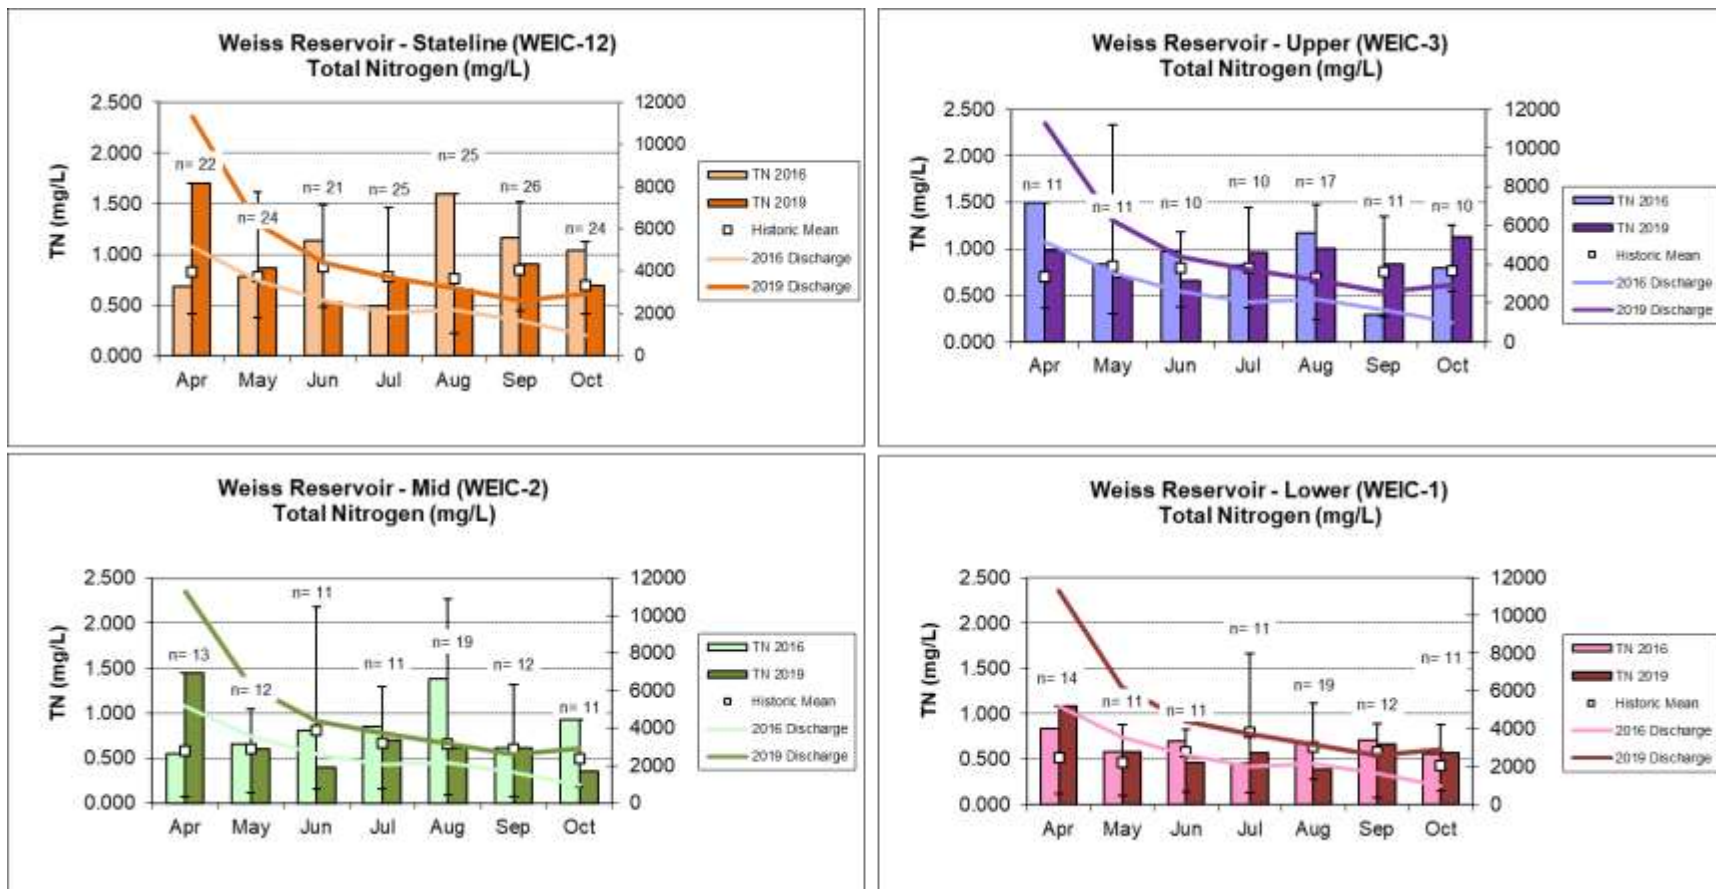 Weiss Reservoir - Stateline (WEIC-12)
Total Nitrogen (mg/L)
TN (mg/L)
2.500
2.000
1.500
1.000
0.500
0.000
12000
10000
8000
6000
4000
2000
0
n= 22
n= 24
n= 21
n= 25
n= 25
n= 26
n= 24
Apr May Jun Jul Aug Sep Oct
TN 2016
TN 2019
Historic Mean
2016 Discharge
2019 Discharge
Weiss Reservoir - Upper (WEIC-3)
Total Nitrogen (mg/L)
TN (mg/L)
2.500
2.000
1.500
1.000
0.500
0.000
12000
10000
8000
6000
4000
2000
0
n= 11
n= 11
n= 10
n= 10
n= 17
n= 11
n= 10
Apr May Jun Jul Aug Sep Oct
TN 2016
TN 2019
Historic Mean
2016 Discharge
2019 Discharge
Weiss Reservoir - Mid (WEIC-2)
Total Nitrogen (mg/L)
TN (mg/L)
2.500
2.000
1.500
1.000
0.500
0.000
12000
10000
8000
6000
4000
2000
0
n= 13
n= 12
n= 11
n= 11
n= 19
n= 12
n= 11
Apr May Jun Jul Aug Sep Oct
TN 2016
TN 2019
Historic Mean
2016 Discharge
2019 Discharge
Weiss Reservoir - Lower (WEIC-1)
Total Nitrogen (mg/L)
TN (mg/L)
2.500
2.000
1.500
1.000
0.500
0.000
12000
10000
8000
6000
4000
2000
0
n= 14
n= 11
n= 11
n= 11
n= 19
n= 12
n= 11
Apr May Jun Jul Aug Sep Oct
TN 2016
TN 2019
Historic Mean
2016 Discharge
2019 Discharge